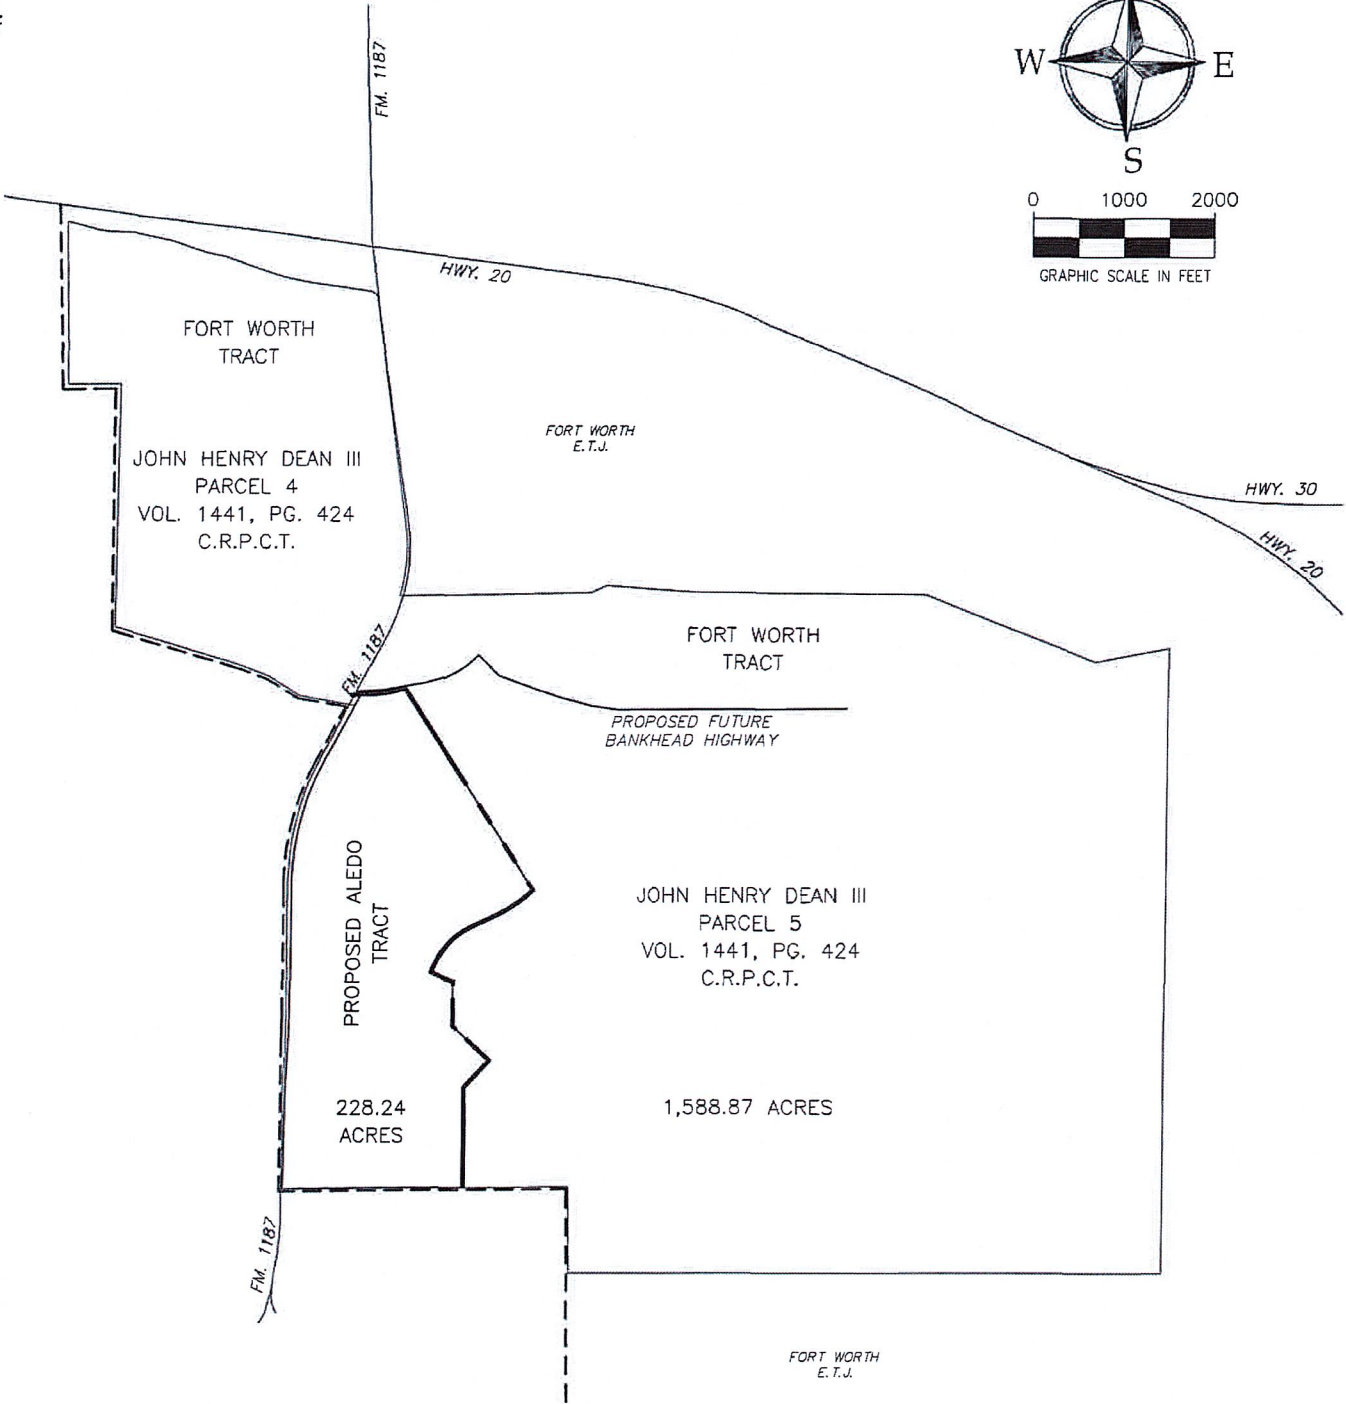 FM. 1187
W
E
S
0 1000 2000
GRAPHIC SCALE IN FEET
HWY. 20
FORT WORTH
TRACT
FORT WORTH
E.T.J.
JOHN HENRY DEAN III
PARCEL 4
VOL. 1441, PG. 424
C.R.P.C.T.
HWY. 30
HWY. 20
FM. 1187
FORT WORTH
TRACT
PROPOSED FUTURE
BANKHEAD HIGHWAY
PROPOSED ALEDO
TRACT
JOHN HENRY DEAN III
PARCEL 5
VOL. 1441, PG. 424
C.R.P.C.T.
228.24
ACRES
1,588.87 ACRES
FM. 1187
FORT WORTH
E.T.J.